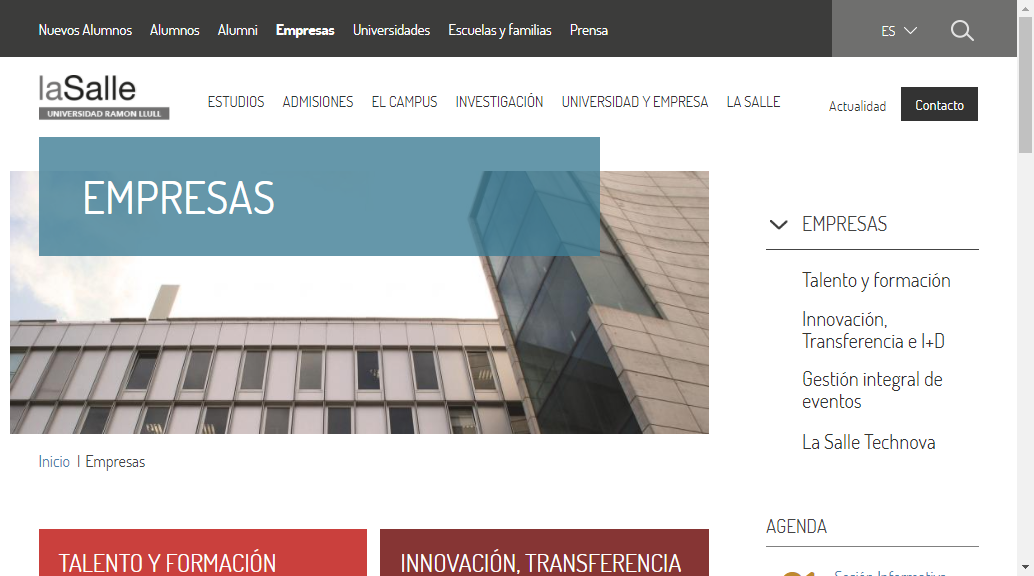 Nuevos Alumnos Alumnos Alumni Empresas Universidades Escuelas y familias Prensa ES
laSalle
UNIVERSIDAD RAMON LLULL
ESTUDIOS ADMISIONES EL CAMPUS INVESTIGACIÓN UNIVERSIDAD Y EMPRESA LA SALLE Actualidad Contacto
EMPRESAS
EMPRESAS
Talento y formación
Innovación,
Transferencia e I+D
Gestión integral de
eventos
La Salle Technova
Inicio | Empresas
TALENTO Y FORMACIÓN
INNOVACIÓN, TRANSFERENCIA
AGENDA
Sesión Informativa